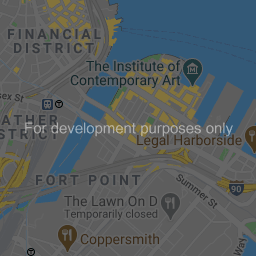 FINANCIAL
DISTRICT
The Institute of
Contemporary Art
sex St
ATHER
STRICT
For development purposes only
Legal Harborside
FORT POINT
Summer St
90
The Lawn On D
Temporarily closed
Coppersmith